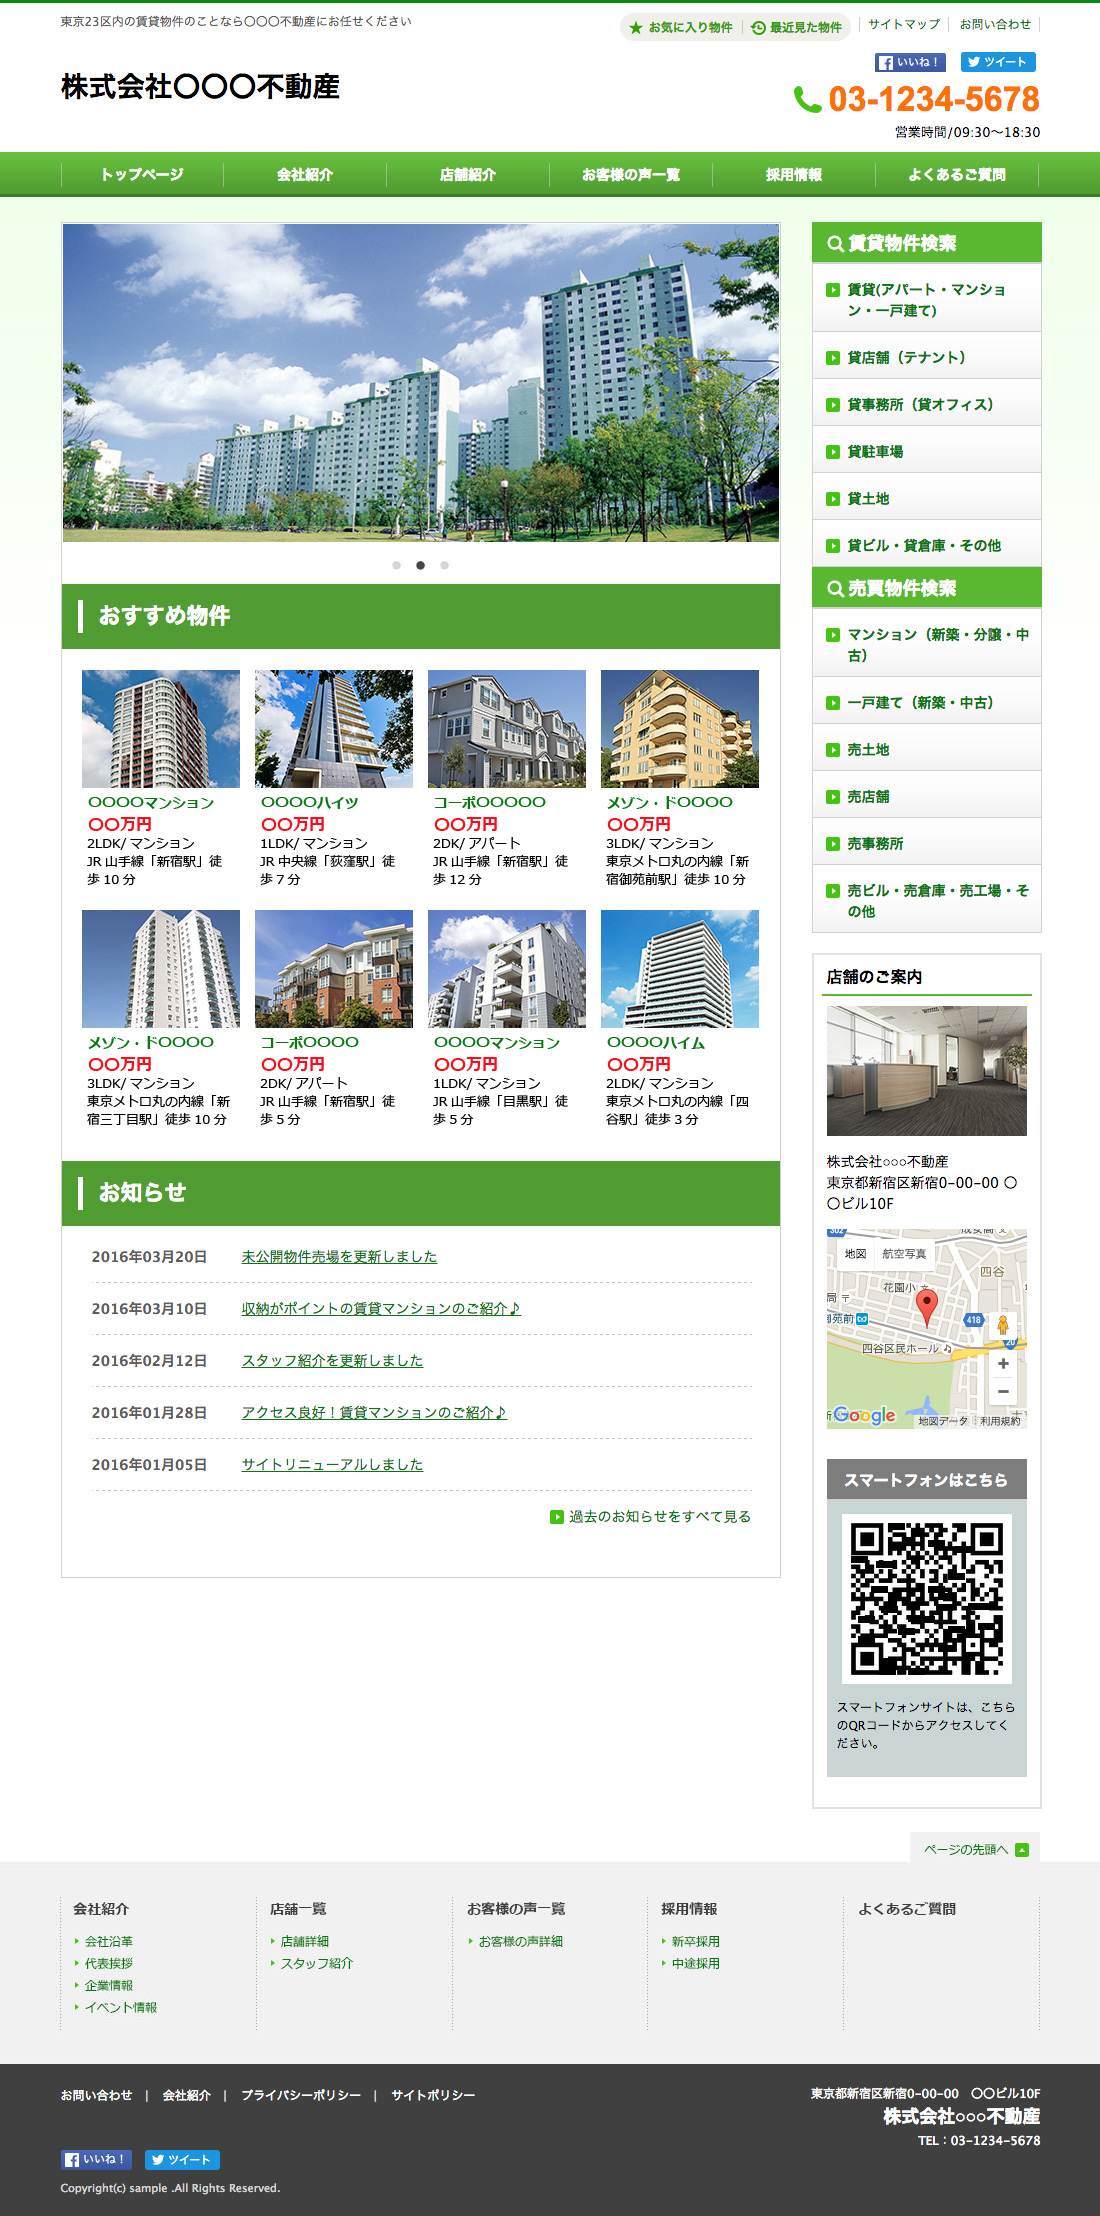 東京23区内の賃貸物件のことなら〇〇〇不動産にお任せください
お気に入り物件
最近見た物件
サイトマップ
お問い合わせ
いいね！
ツイート
株式会社〇〇〇不動産
03-1234-5678
営業時間/09:30〜18:30
トップページ
会社紹介
店舗紹介
お客様の声一覧
採用情報
よくあるご質問
おすすめ物件
〇〇〇〇マンション
〇〇万円
2LDK/ マンション
JR 山手線「新宿駅」徒
歩 10 分
〇〇〇〇ハイツ
〇〇万円
1LDK/ マンション
JR 中央線「荻窪駅」徒
歩 7 分
コーポ〇〇〇〇〇
〇〇万円
2DK/ アパート
JR 山手線「新宿駅」徒
歩 12 分
メゾン・ド〇〇〇〇
〇〇万円
3LDK/ マンション
東京メトロ丸の内線「新
宿御苑前駅」徒歩 10 分
メゾン・ド〇〇〇〇
〇〇万円
3LDK/ マンション
東京メトロ丸の内線「新
宿三丁目駅」徒歩 10 分
コーポ〇〇〇〇
〇〇万円
2DK/ アパート
JR 山手線「新宿駅」徒
歩 5 分
〇〇〇〇マンション
〇〇万円
1LDK/ マンション
JR 山手線「目黒駅」徒
歩 5 分
〇〇〇〇ハイム
〇〇万円
2LDK/ マンション
東京メトロ丸の内線「四
谷駅」徒歩 3 分
お知らせ
2016年03月20日 未公開物件売場を更新しました
2016年03月10日 収納がポイントの賃貸マンションのご紹介♪
2016年02月12日 スタッフ紹介を更新しました
2016年01月28日 アクセス良好！賃貸マンションのご紹介♪
2016年01月05日 サイトリニューアルしました
過去のお知らせをすべて見る
賃貸物件検索
賃貸(アパート・マンショ
ン・一戸建て)
貸店舗（テナント）
貸事務所（貸オフィス）
貸駐車場
貸土地
貸ビル・貸倉庫・その他
売買物件検索
マンション（新築・分譲・中
古）
一戸建て（新築・中古）
売土地
売店舗
売事務所
売ビル・売倉庫・売工場・そ
の他
店舗のご案内
株式会社○○○不動産
東京都新宿区新宿0-00-00 〇
〇ビル10F
302
地図
航空写真
四谷
花園小
御苑前
418
20
四谷区民ホール
Google
地図データ
利用規約
スマートフォンはこちら
スマートフォンサイトは、こちら
のQRコードからアクセスしてく
ださい。
ページの先頭へ
会社紹介
会社沿革
代表挨拶
企業情報
イベント情報
店舗一覧
店舗詳細
スタッフ紹介
お客様の声一覧
お客様の声詳細
採用情報
新卒採用
中途採用
よくあるご質問
お問い合わせ | 会社紹介 | プライバシーポリシー | サイトポリシー
東京都新宿区新宿0-00-00 〇〇ビル10F
株式会社○○○不動産
TEL：03-1234-5678
いいね！
ツイート
Copyright(c) sample .All Rights Reserved.